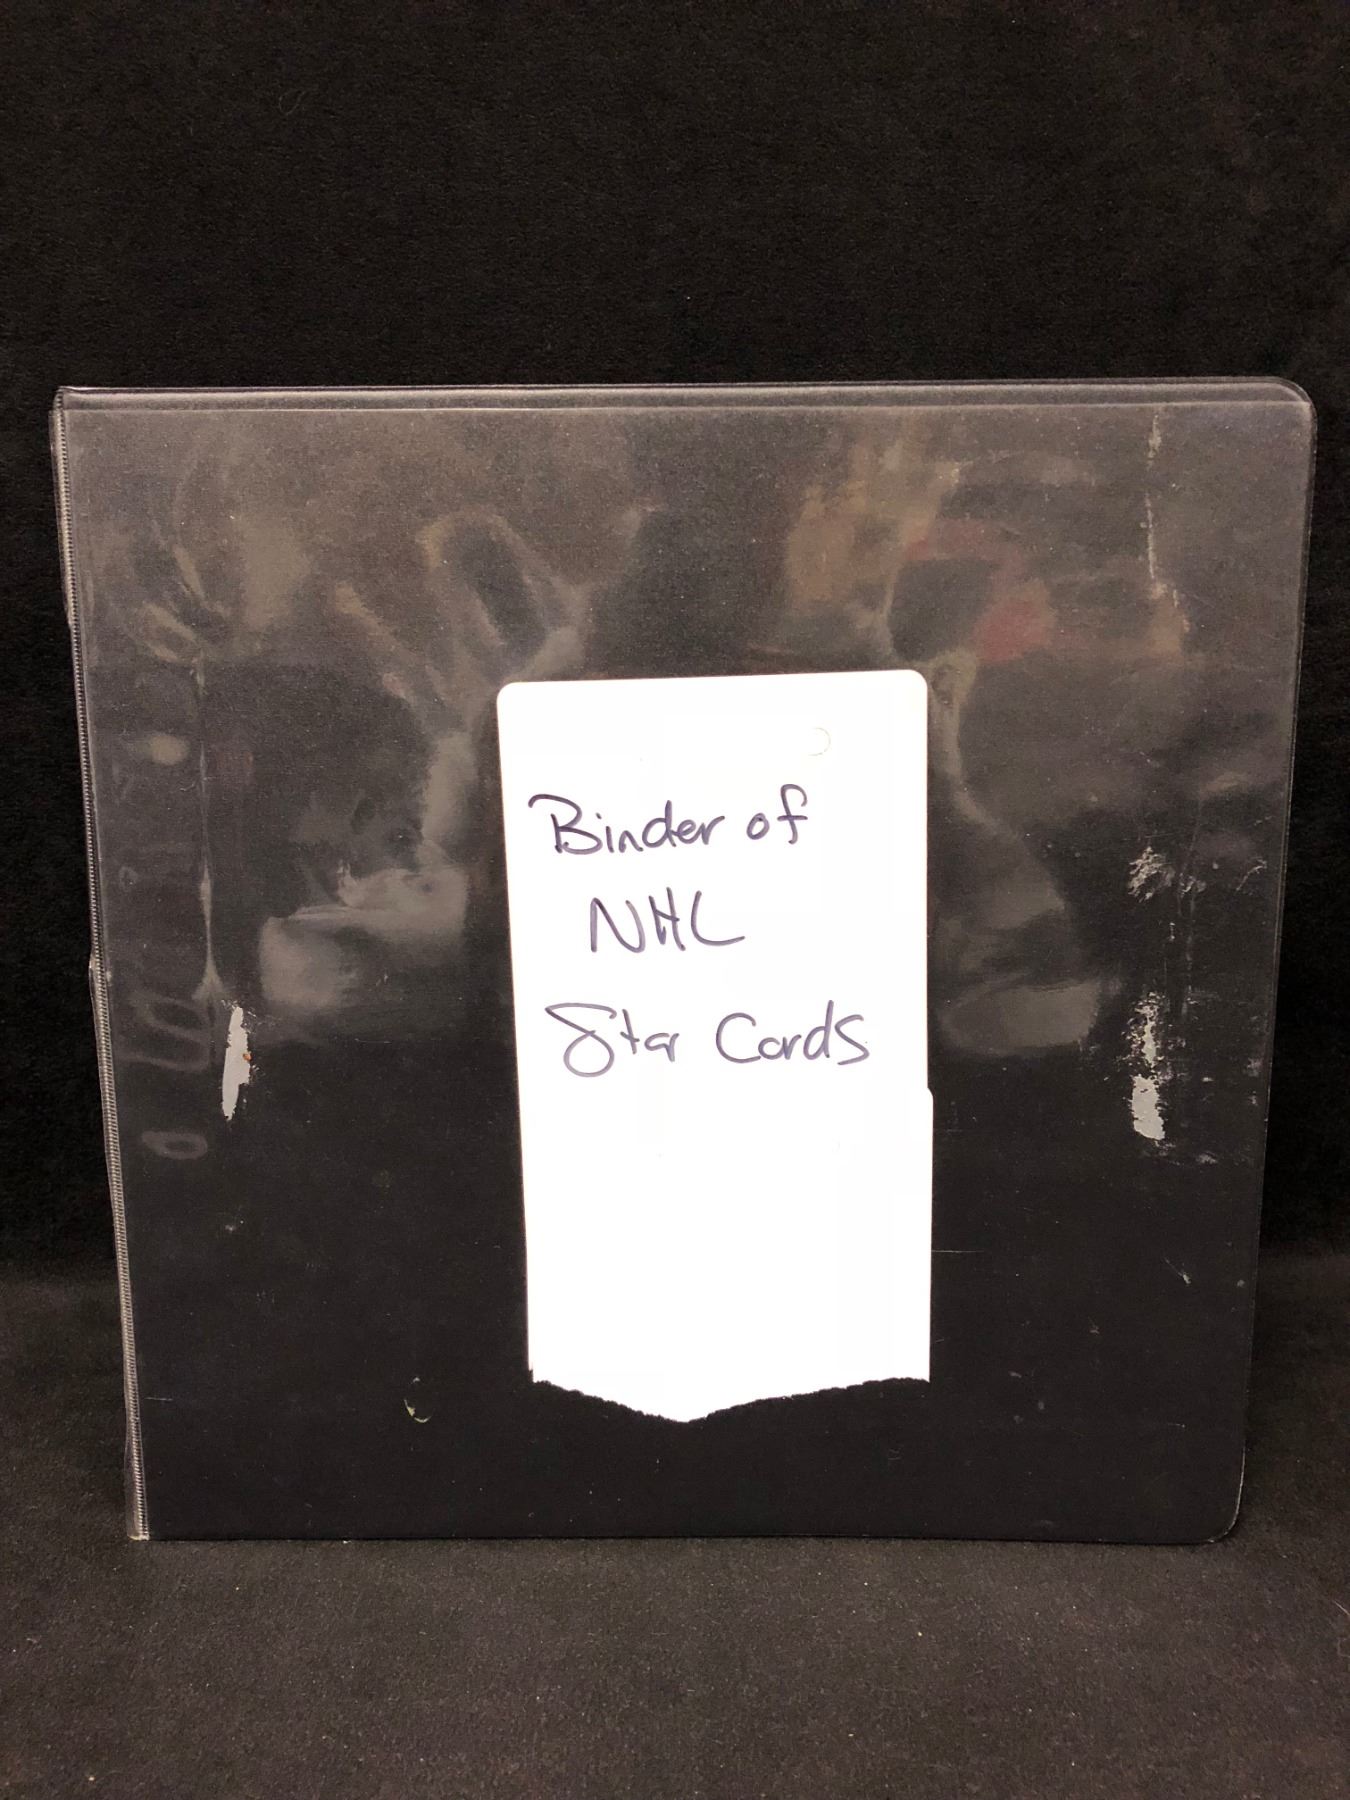 Binder of
NHL
Star Cards